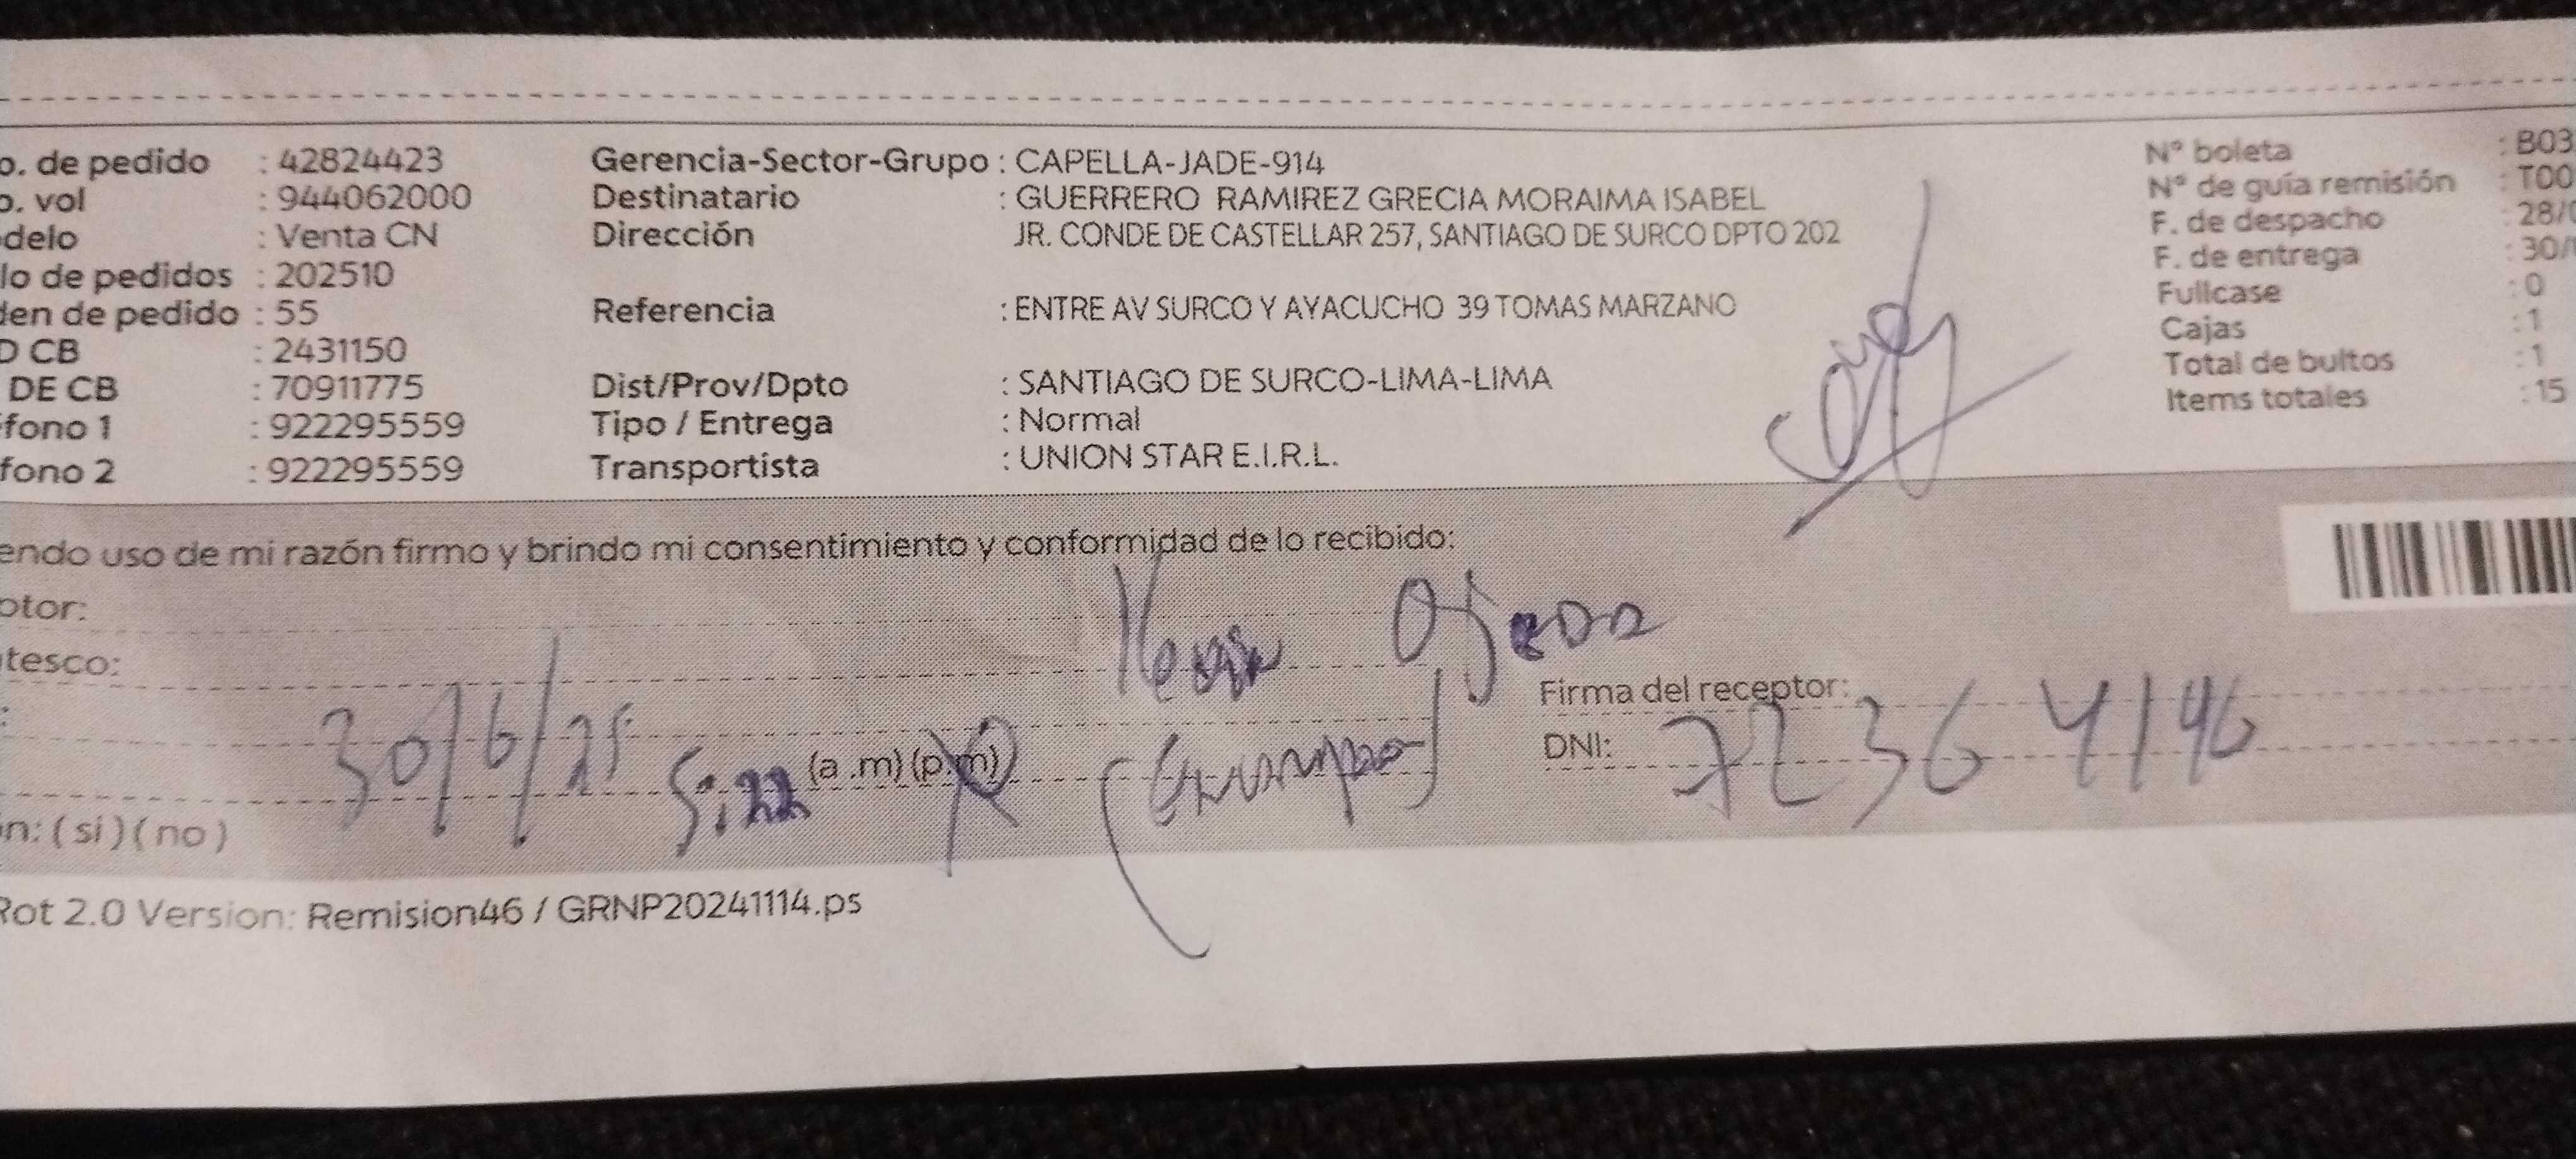 o. de pedido : 42824423
o. vol : 944062000
delo : Venta CN
lo de pedidos : 202510
den de pedido : 55
D CB : 2431150
DE CB : 70911775
fono 1 : 922295559
fono 2 : 922295559
Gerencia-Sector-Grupo : CAPELLA-JADE-914
Destinatario : GUERRERO RAMIREZ GRECIA MORAIMA ISABEL
Dirección JR. CONDE DE CASTELLAR 257, SANTIAGO DE SURCO DPTO 202
Referencia : ENTRE AV SURCO Y AYACUCHO 39 TOMAS MARZANO
Dist/Prov/Dpto : SANTIAGO DE SURCO-LIMA-LIMA
Tipo / Entrega : Normal
Transportista : UNION STAR E.I.R.L.
N° boleta : B03
N° de guía remisión : T00
F. de despacho : 28/0
F. de entrega : 30/
Fullcase : 0
Cajas : 1
Total de bultos : 1
Items totales : 15
endo uso de mi razón firmo y brindo mi consentimiento y conformidad de lo recibido:
ptor: Ojeda
tesco:
Firma del receptor:
30/6/25 (a .m) (p.m)
DNI: 72364146
n: ( si ) ( no )
Rot 2.0 Version: Remision46 / GRNP20241114.ps